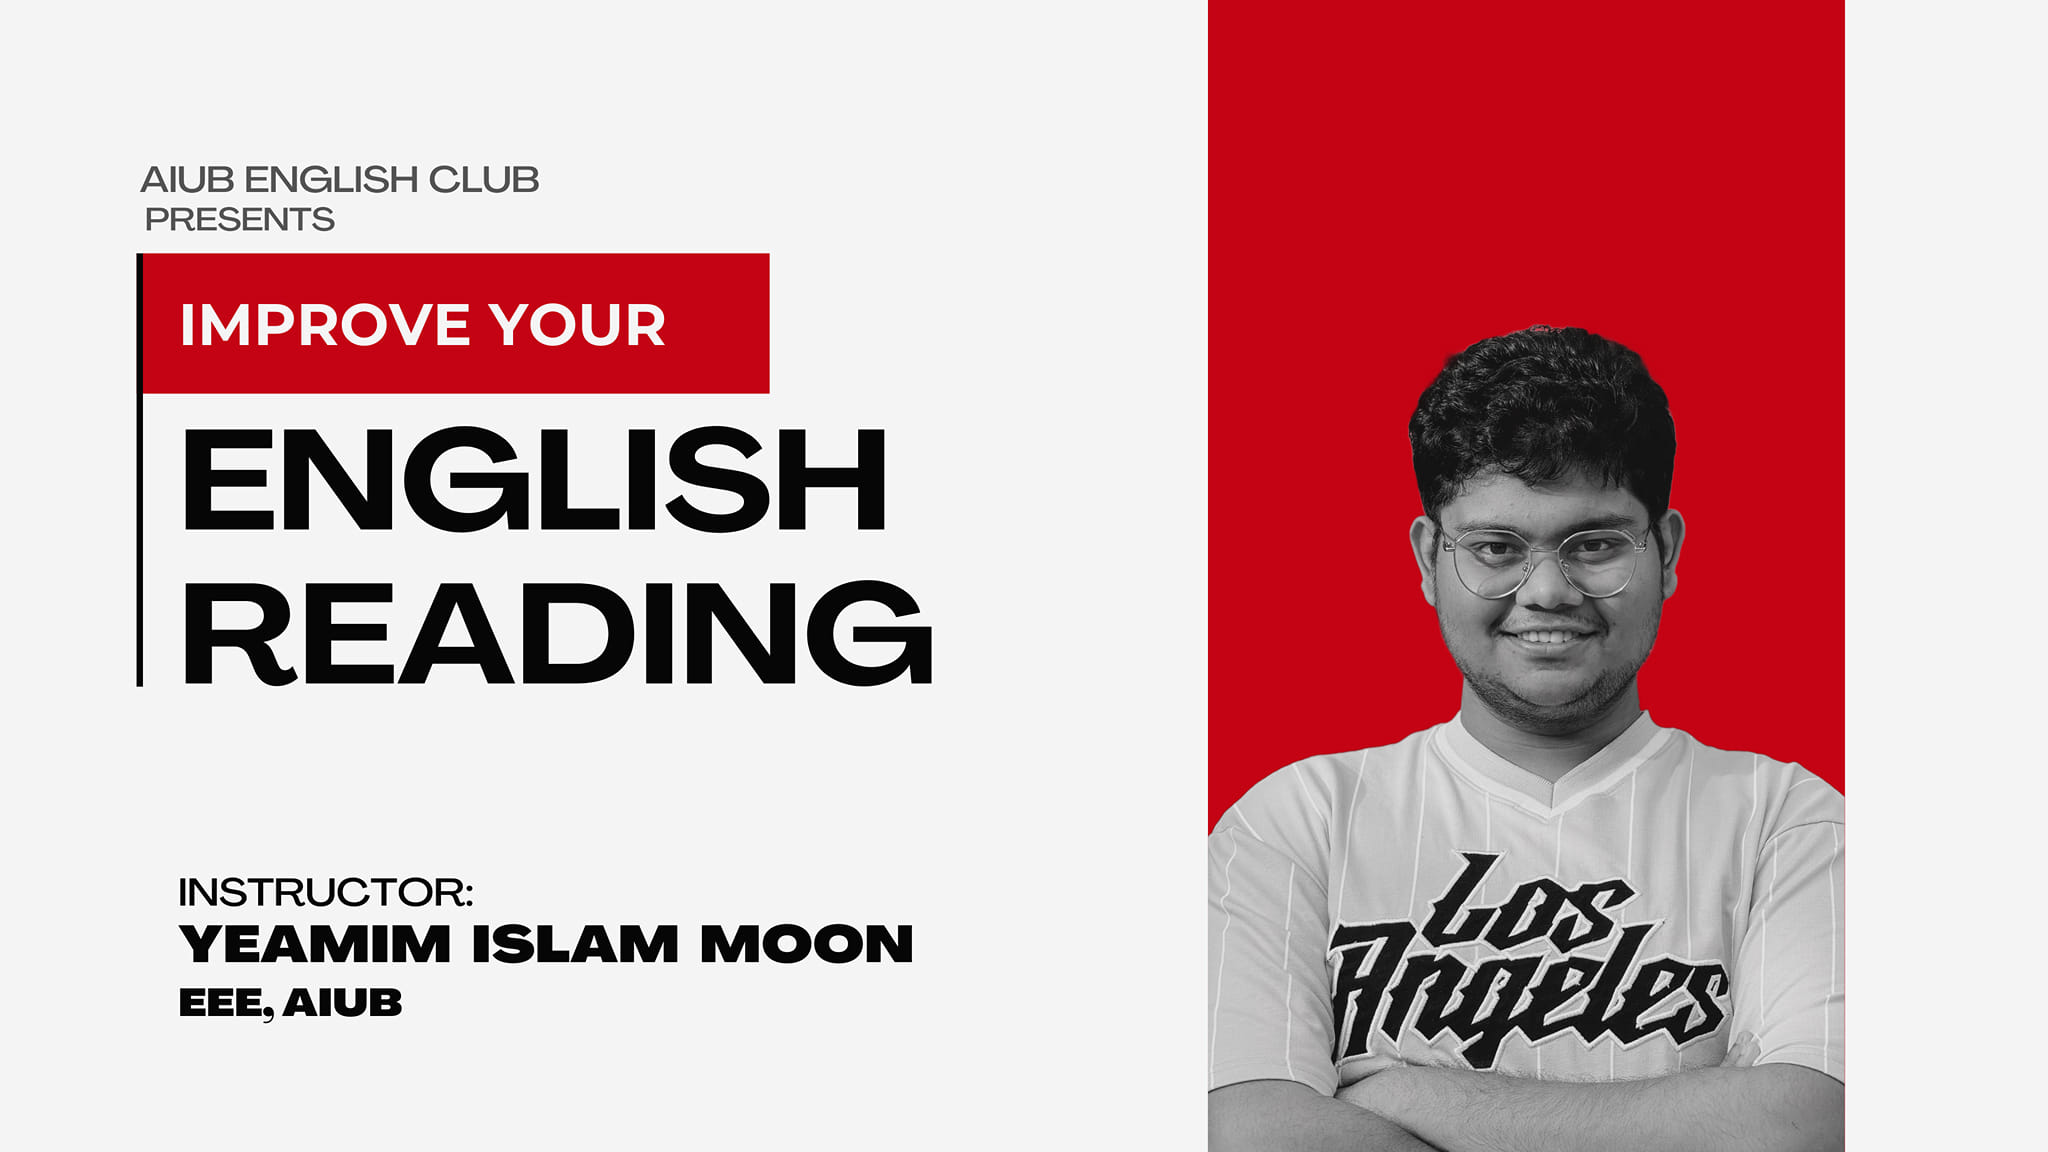 AIUB ENGLISH CLUB
PRESENTS
IMPROVE YOUR
ENGLISH
READING
INSTRUCTOR:
YEAMIM ISLAM MOON
EEE, AIUB
Los
Angeles